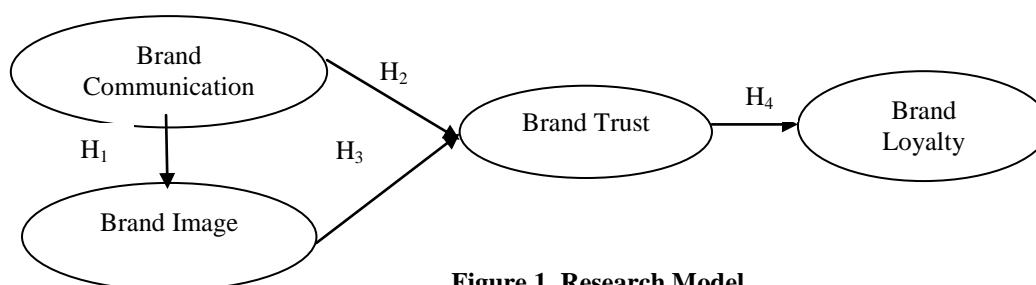 Brand
Communication
H₂
H₁
H₃
Brand Trust
H₄
Brand
Loyalty
Brand Image
Figure 1. Research Model